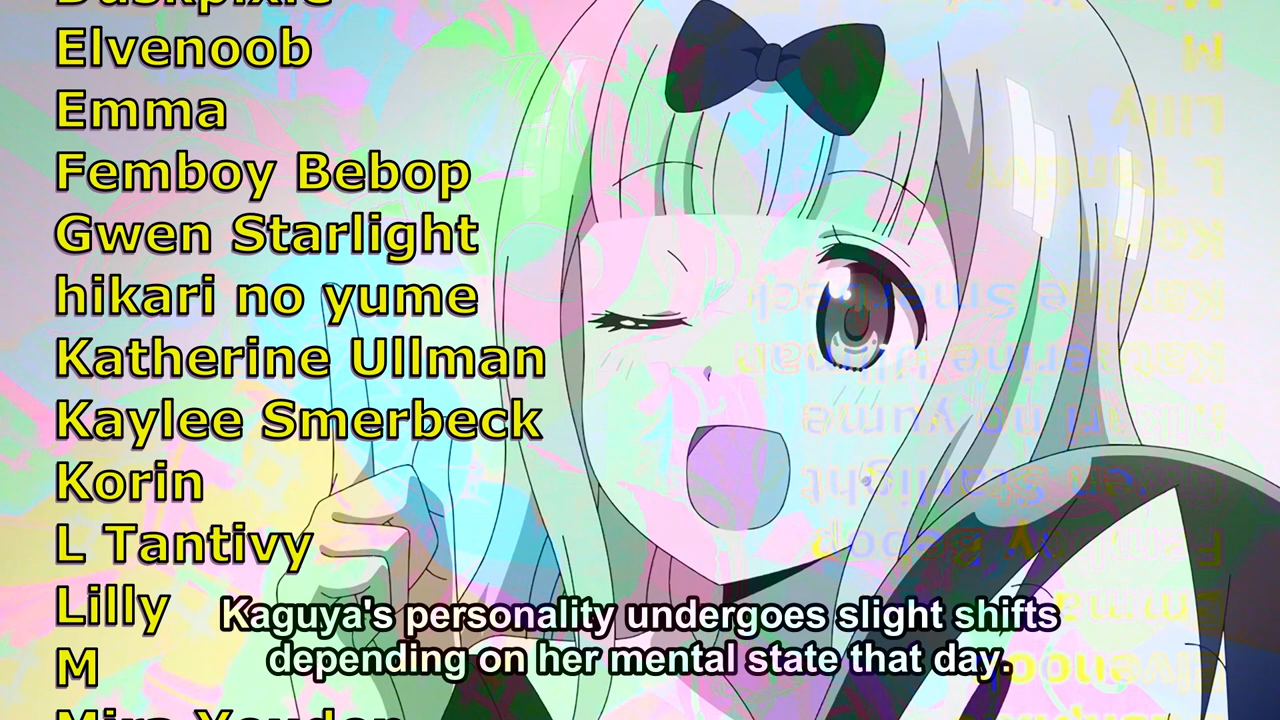 Duskpixie
Elvenoob
Emma
Femboy Bebop
Gwen Starlight
hikari no yume
Katherine Ullman
Kaylee Smerbeck
Korin
L Tantivy
Lilly
M
Kaguya's personality undergoes slight shifts
depending on her mental state that day.